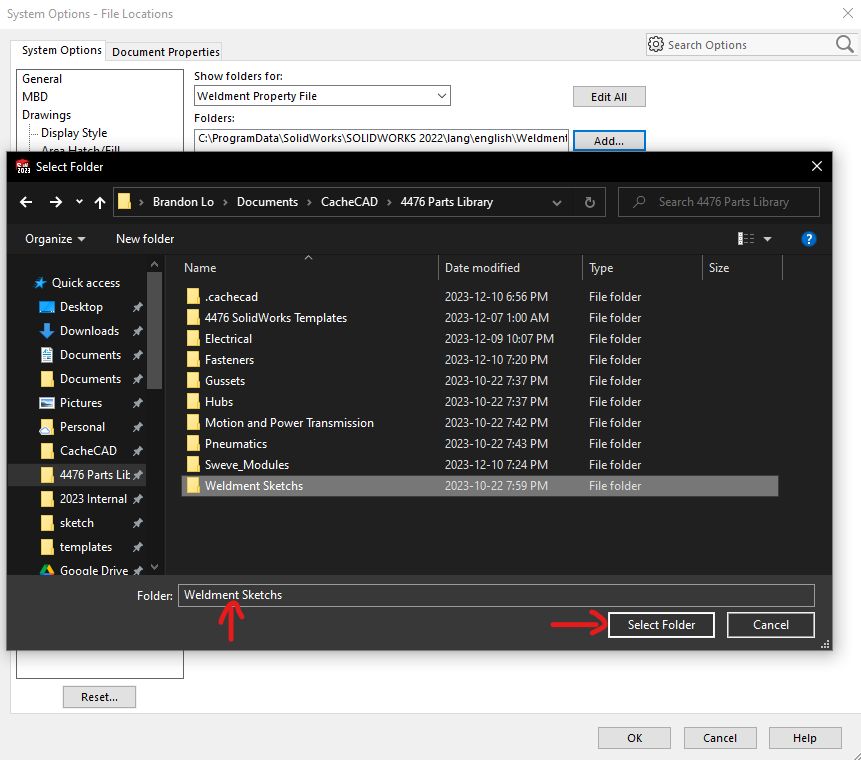 System Options - File Locations
System Options Document Properties
Search Options
General
MBD
Drawings
Display Style
Area Hatch/Fill
Show folders for:
Weldment Property File
Edit All
Folders:
C:\ProgramData\SolidWorks\SOLIDWORKS 2022\lang\english\Weldment
Add...
Select Folder
Brandon Lo › Documents › CacheCAD › 4476 Parts Library
Search 4476 Parts Library
Organize New folder
Quick access
Desktop
Downloads
Documents
Documents
Pictures
Personal
CacheCAD
4476 Parts Lib
2023 Internal
sketch
templates
Google Drive
Name Date modified Type Size
.cachecad 2023-12-10 6:56 PM File folder
4476 SolidWorks Templates 2023-12-07 1:00 AM File folder
Electrical 2023-12-09 10:07 PM File folder
Fasteners 2023-12-10 7:20 PM File folder
Gussets 2023-10-22 7:37 PM File folder
Hubs 2023-10-22 7:37 PM File folder
Motion and Power Transmission 2023-10-22 7:42 PM File folder
Pneumatics 2023-10-22 7:43 PM File folder
Sweve_Modules 2023-12-10 7:24 PM File folder
Weldment Sketchs 2023-10-22 7:59 PM File folder
Folder: Weldment Sketchs
Select Folder Cancel
Reset...
OK Cancel Help